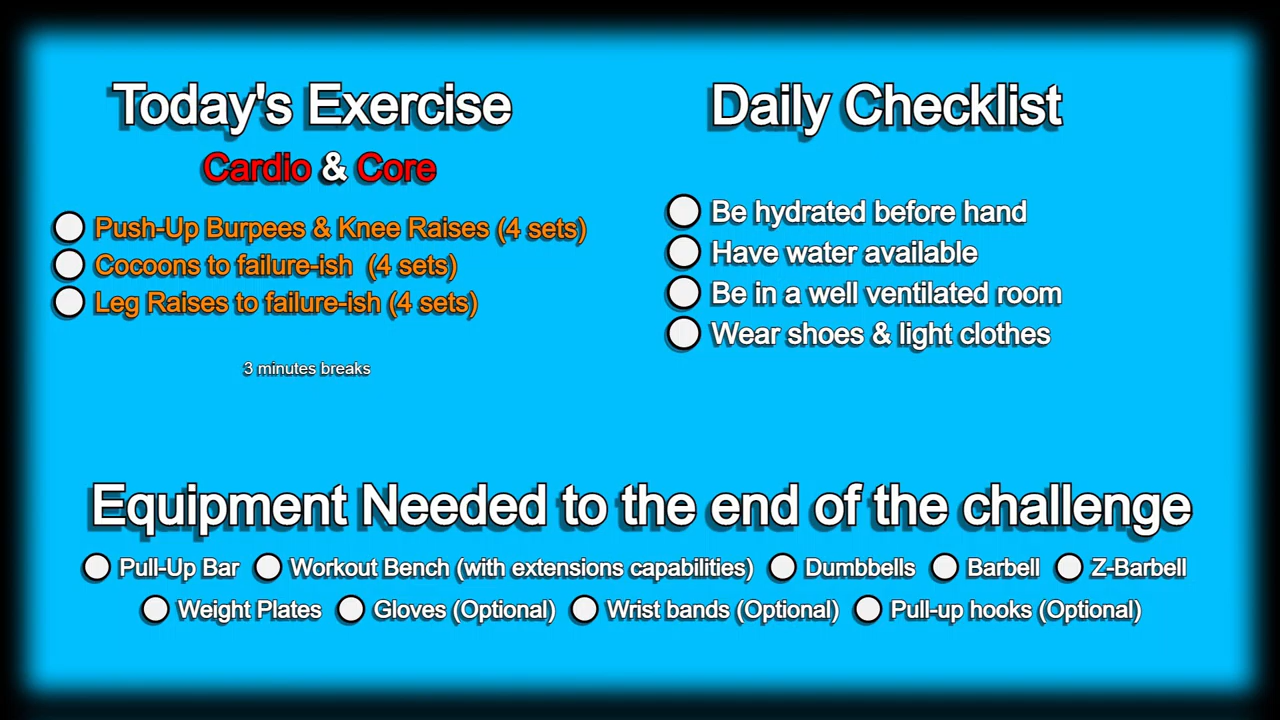 Today's Exercise
Cardio & Core
Push-Up Burpees & Knee Raises (4 sets)
Cocoons to failure-ish (4 sets)
Leg Raises to failure-ish (4 sets)
3 minutes breaks
Daily Checklist
Be hydrated before hand
Have water available
Be in a well ventilated room
Wear shoes & light clothes
Equipment Needed to the end of the challenge
Pull-Up Bar Workout Bench (with extensions capabilities) Dumbbells Barbell Z-Barbell
Weight Plates Gloves (Optional) Wrist bands (Optional) Pull-up hooks (Optional)